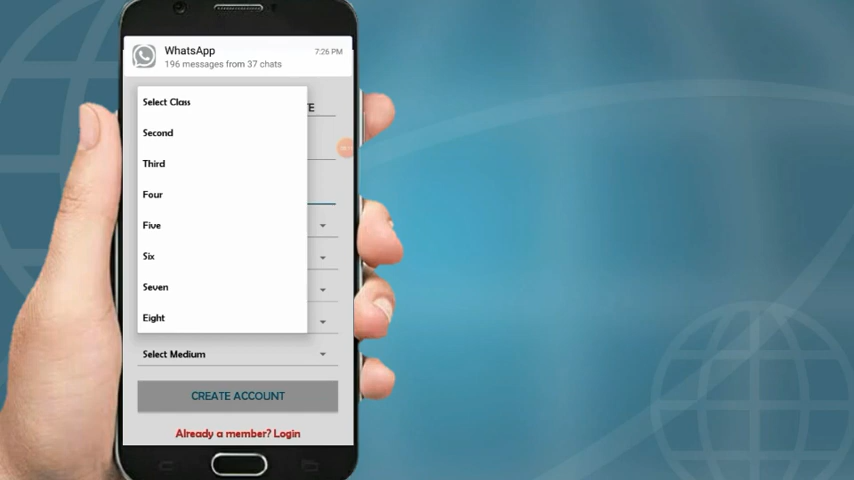 WhatsApp
7:26 PM
196 messages from 37 chats
Select Class
TE
Second
Third
Four
Five
Six
Seven
Eight
Select Medium
CREATE ACCOUNT
Already a member? Login